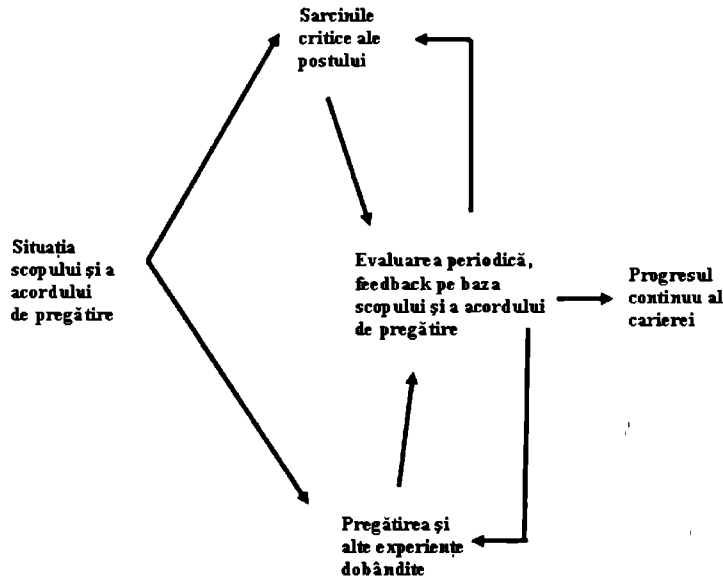 Sarcinile
critice ale
postului
Situația
scopului și a
acordului
de pregătire
Evaluarea periodică,
feedback pe baza
scopului și a acordului
de pregătire
Progresul
continuu al
carierei
Pregătirea și
alte experiențe
dobândite